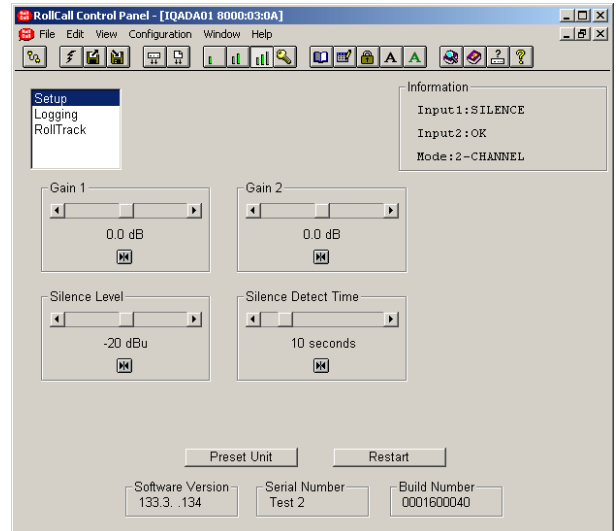 RollCall Control Panel - [IQADA01 8000:03:0A]
File Edit View Configuration Window Help
A A
Setup
Logging
RollTrack
Information
Input1:SILENCE
Input2:OK
Mode:2-CHANNEL
Gain 1
0.0 dB
Gain 2
0.0 dB
Silence Level
-20 dBu
Silence Detect Time
10 seconds
Preset Unit
Restart
Software Version
133.3. .134
Serial Number
Test 2
Build Number
0001600040